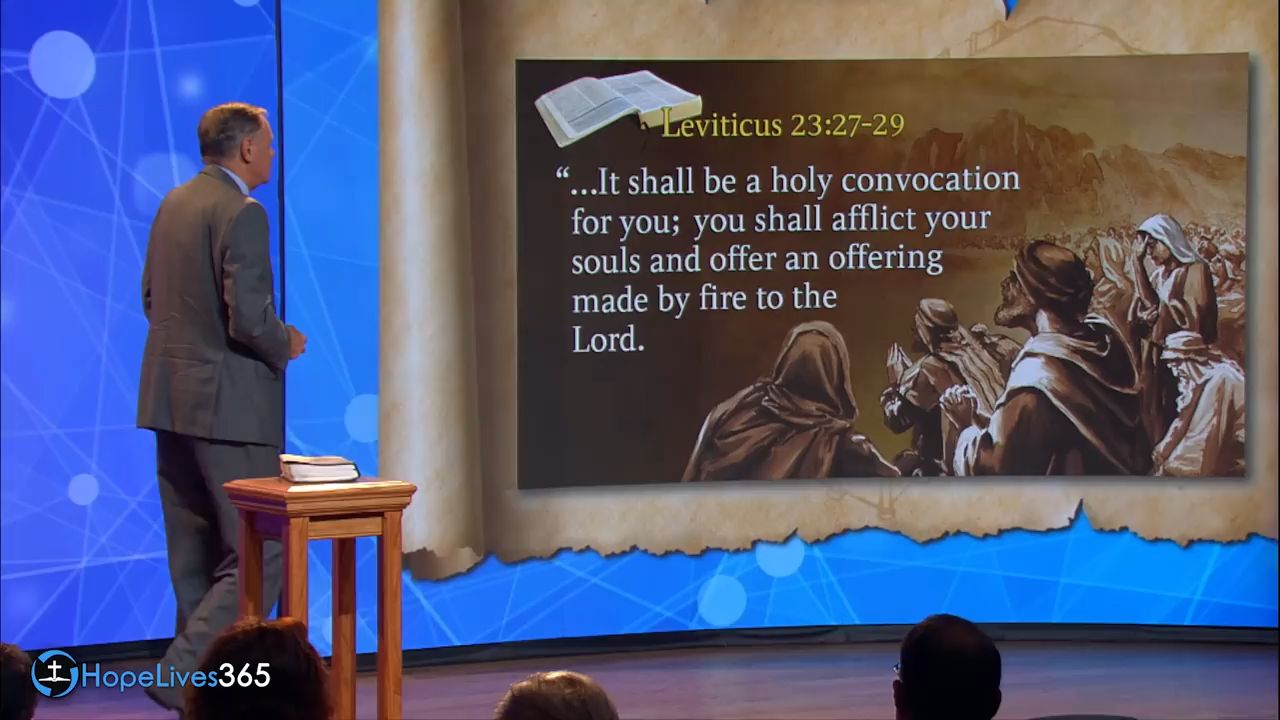 Leviticus 23:27-29
“...It shall be a holy convocation
for you; you shall afflict your
souls and offer an offering
made by fire to the
Lord.
HopeLives365